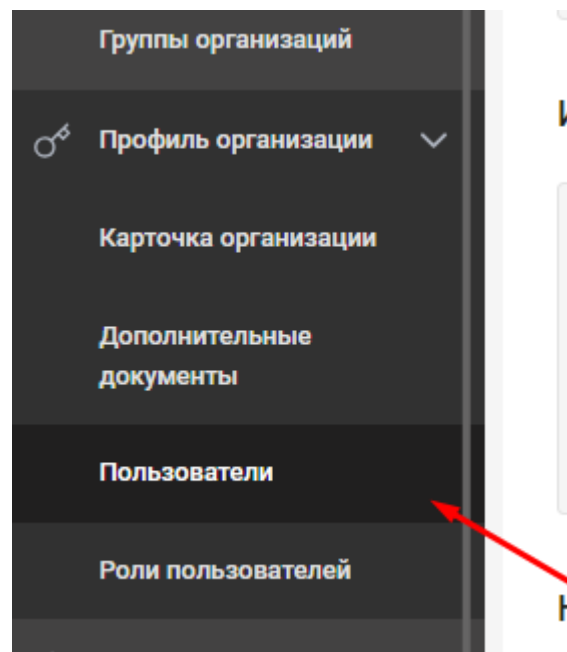 Группы организаций
Профиль организации
Карточка организации
Дополнительные
документы
Пользователи
Роли пользователей